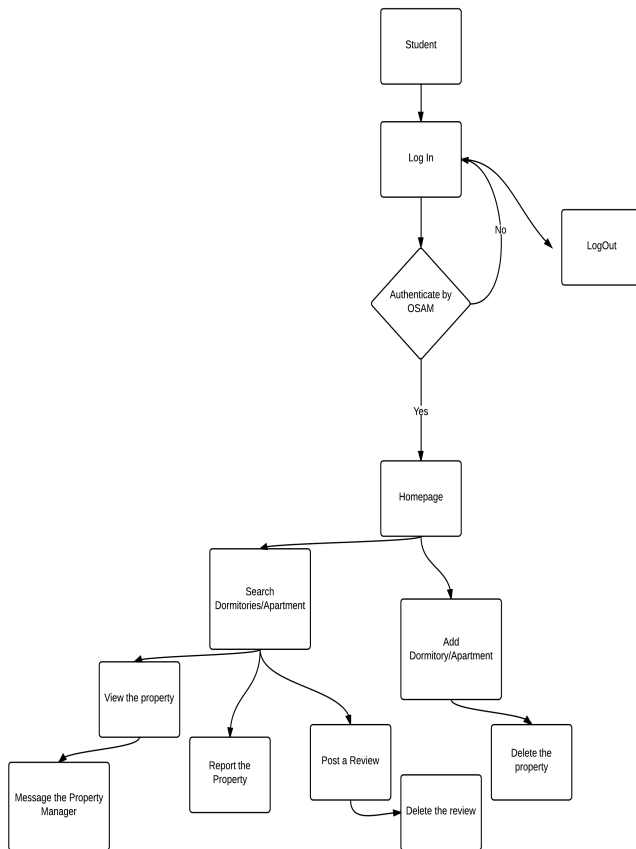 Student
Log In
No
LogOut
Authenticate by
OSAM
Yes
Homepage
Search
Dormitories/Apartment
Add
Dormitory/Apartment
View the property
Report the
Property
Post a Review
Delete the
property
Message the Property
Manager
Delete the review